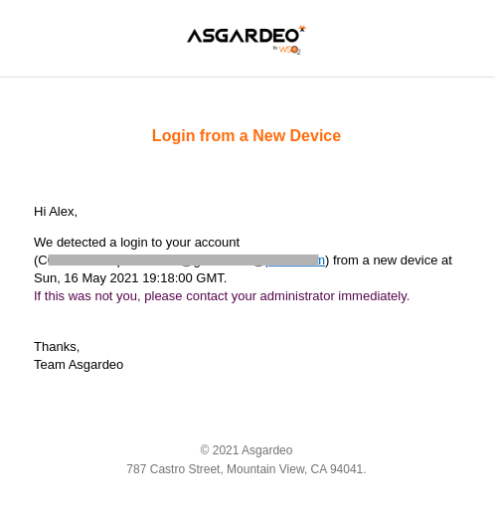 ASGARDEO
By WSO2
Login from a New Device
Hi Alex,
We detected a login to your account
(C ) from a new device at
Sun, 16 May 2021 19:18:00 GMT.
If this was not you, please contact your administrator immediately.
Thanks,
Team Asgardeo
© 2021 Asgardeo
787 Castro Street, Mountain View, CA 94041.